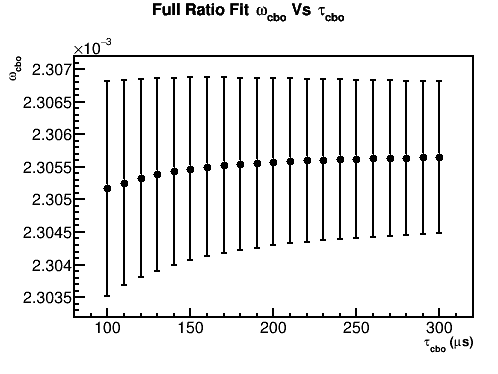 Full Ratio Fit ω_cbo Vs τ_cbo
×10⁻³
ω_cbo
2.307
2.3065
2.306
2.3055
2.305
2.3045
2.304
2.3035
100 150 200 250 300
τ_cbo (μs)